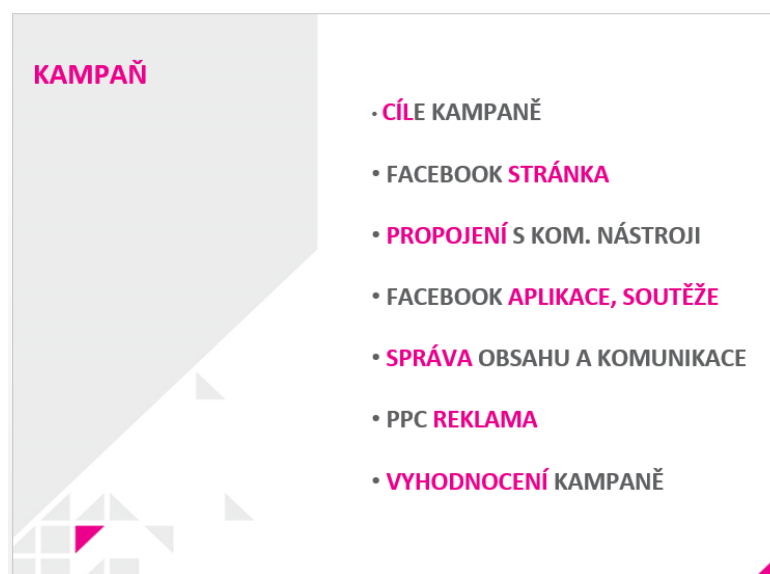 KAMPAŇ
• CÍLE KAMPANĚ
• FACEBOOK STRÁNKA
• PROPOJENÍ S KOM. NÁSTROJI
• FACEBOOK APLIKACE, SOUTĚŽE
• SPRÁVA OBSAHU A KOMUNIKACE
• PPC REKLAMA
• VYHODNOCENÍ KAMPANĚ